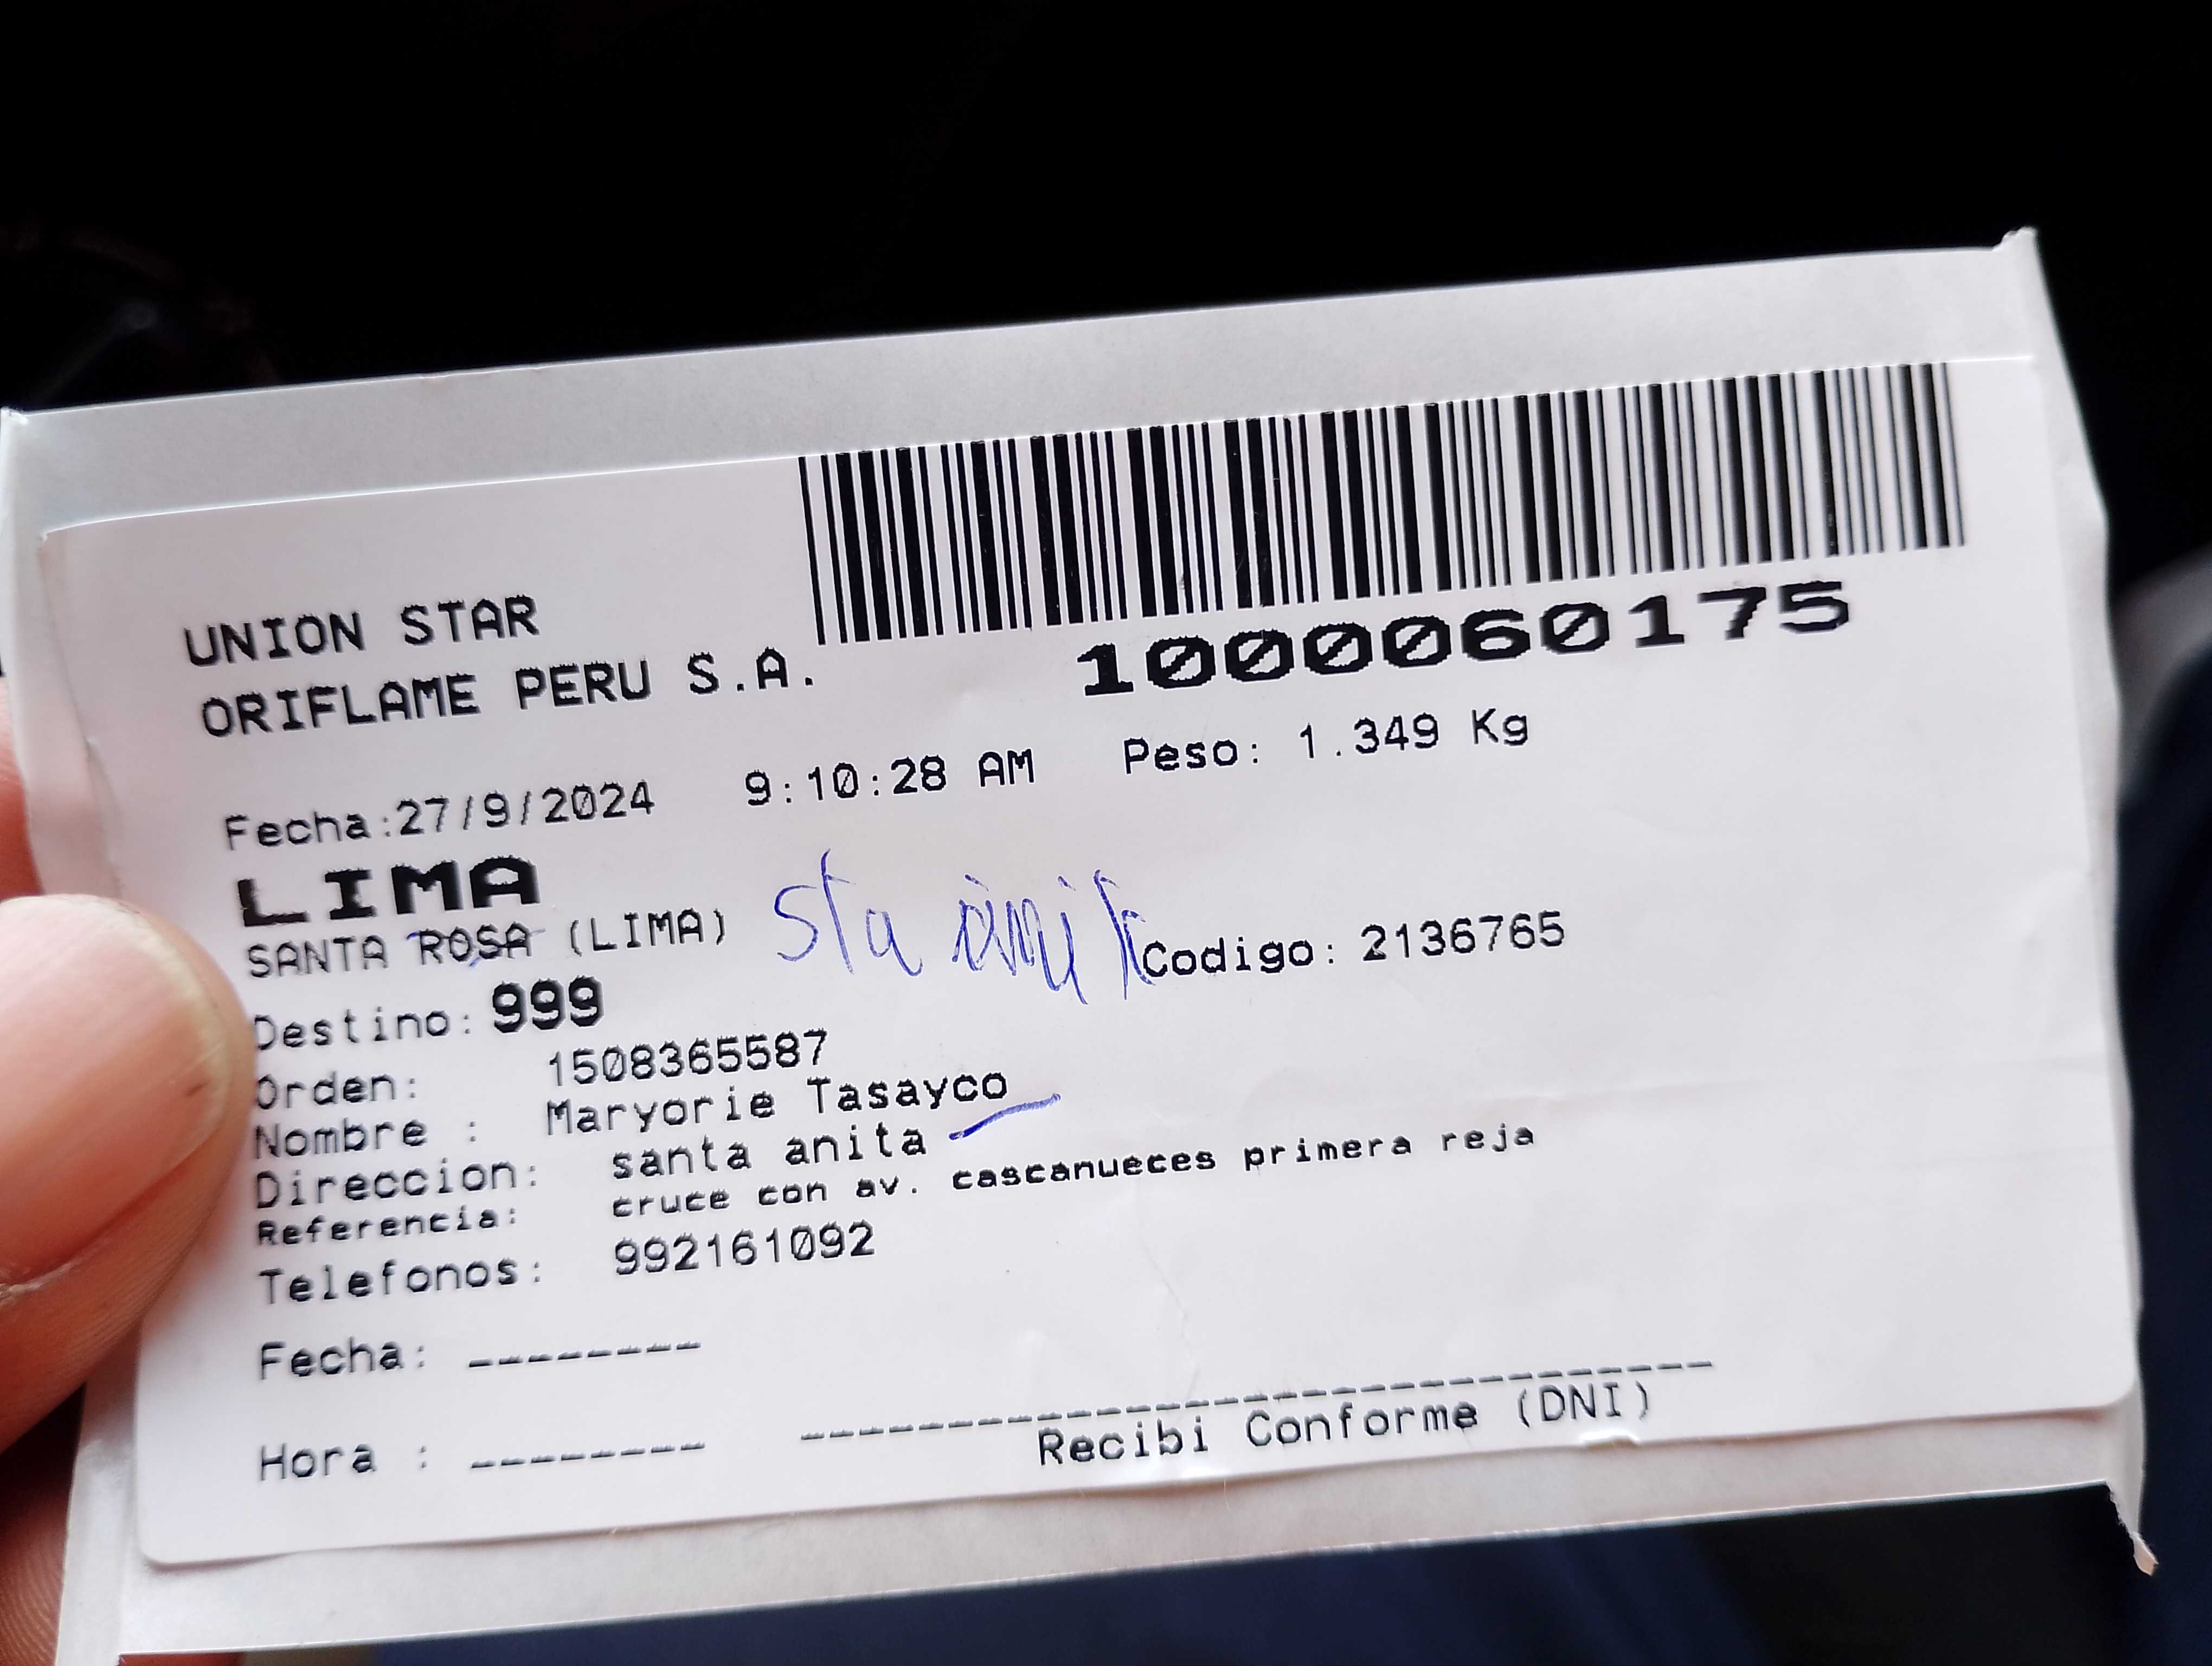 UNION STAR
ORIFLAME PERU S.A.
1000060175
Fecha:27/9/2024 9:10:28 AM Peso: 1.349 Kg
LIMA
SANTA ROSA (LIMA) Sta anita Codigo: 2136765
Destino: 999
Orden: 1508365587
Nombre : Maryorie Tasayco
Direccion: santa anita
Referencia: cruce con av. cascanueces primera reja
Telefonos: 992161092
Fecha: --------
Hora : --------
Recibi Conforme (DNI)